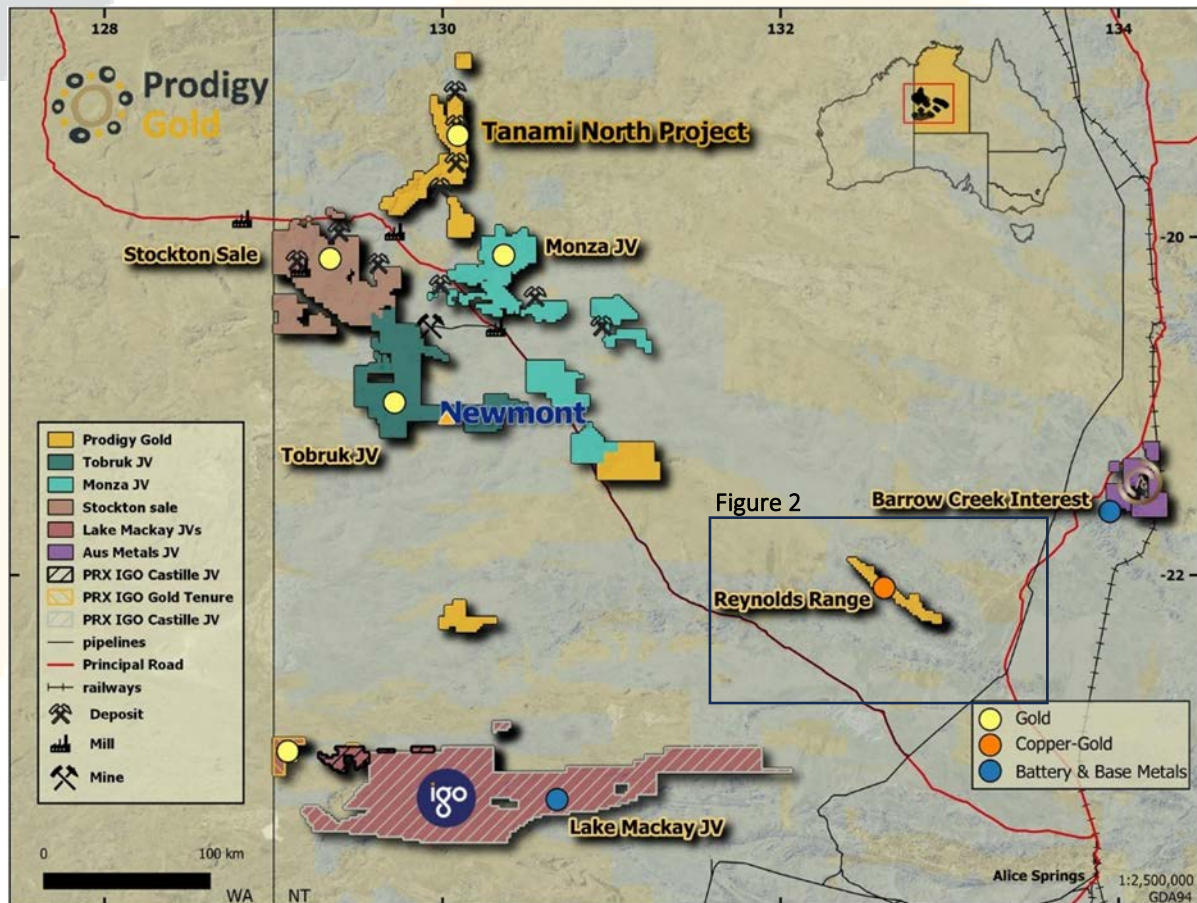 128
130
132
134
Prodigy
Gold
Tanami North Project
-20
Stockton Sale
Monza JV
Newmont
Tobruk JV
Prodigy Gold
Tobruk JV
Monza JV
Stockton sale
Lake Mackay JVs
Aus Metals JV
PRX IGO Castille JV
PRX IGO Gold Tenure
PRX IGO Castille JV
pipelines
Principal Road
railways
Deposit
Mill
Mine
Figure 2
Barrow Creek Interest
-22
Reynolds Range
Gold
Copper-Gold
Battery & Base Metals
igo
Lake Mackay JV
0
100 km
WA
NT
Alice Springs
1:2,500,000
GDA94